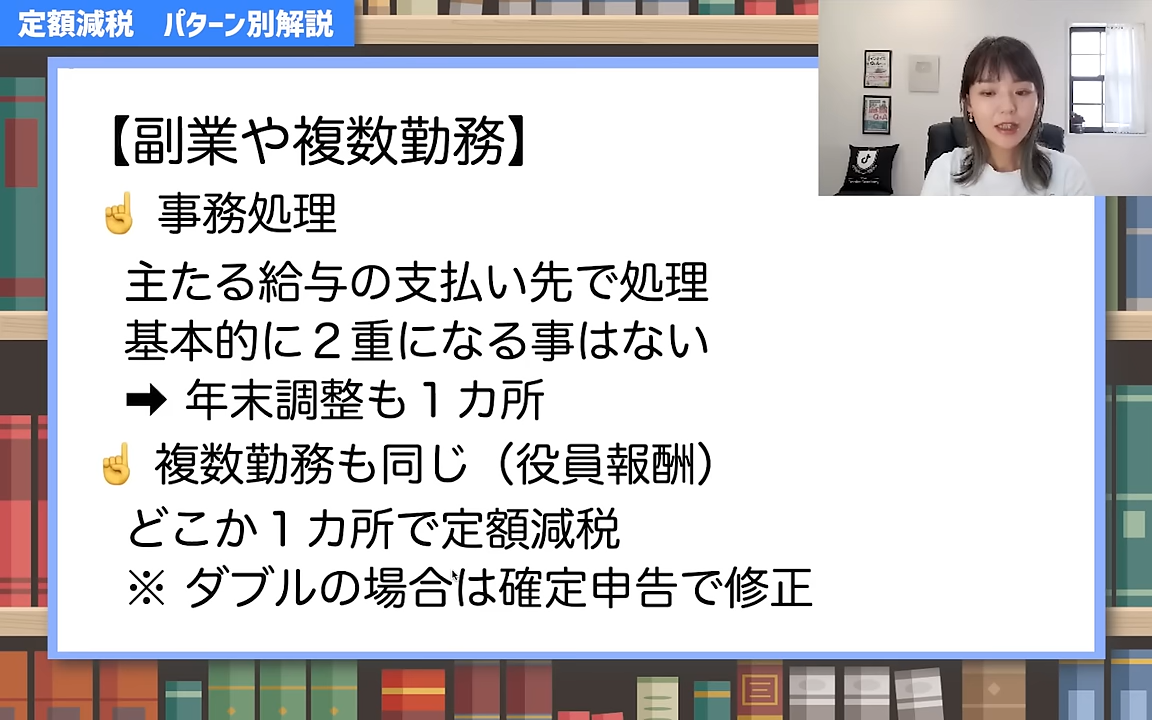 定額減税　パターン別解説
【副業や複数勤務】
☝ 事務処理
主たる給与の支払い先で処理
基本的に２重になる事はない
➡ 年末調整も１カ所
☝ 複数勤務も同じ（役員報酬）
どこか１カ所で定額減税
※ ダブルの場合は確定申告で修正